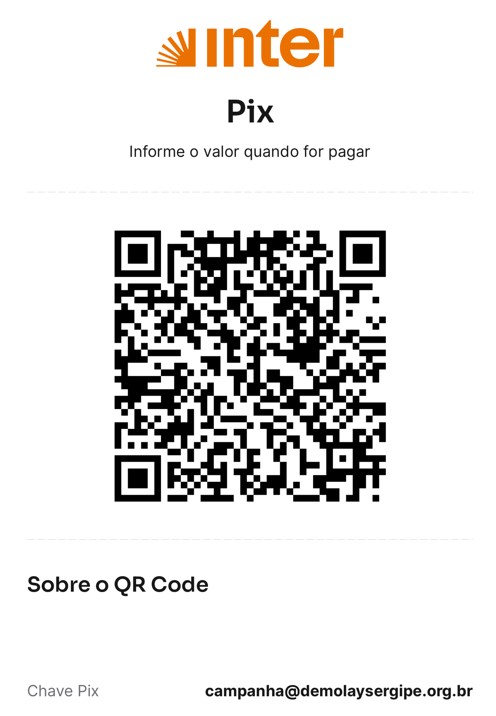 inter
Pix
Informe o valor quando for pagar
Sobre o QR Code
Chave Pix campanha@demolaysergipe.org.br